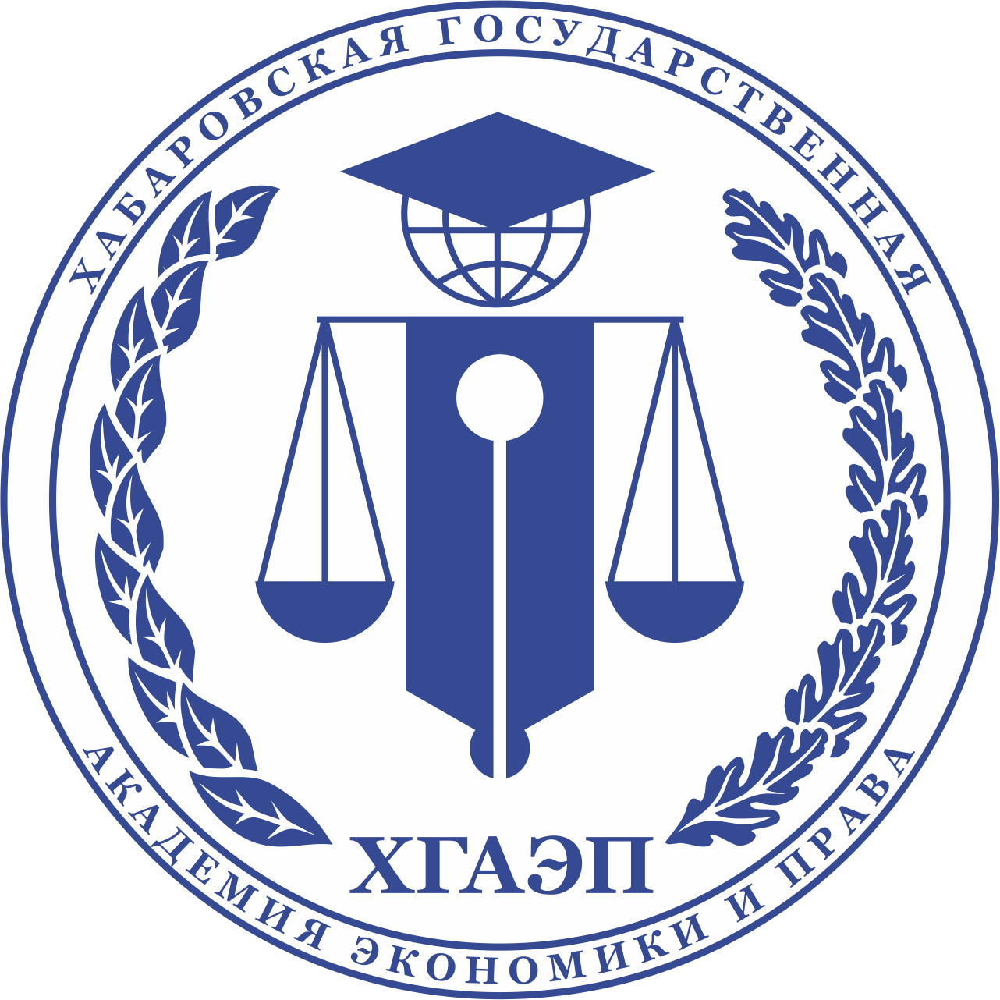 ХАБАРОВСКАЯ ГОСУДАРСТВЕННАЯ
АКАДЕМИЯ ЭКОНОМИКИ И ПРАВА
ХГАЭП